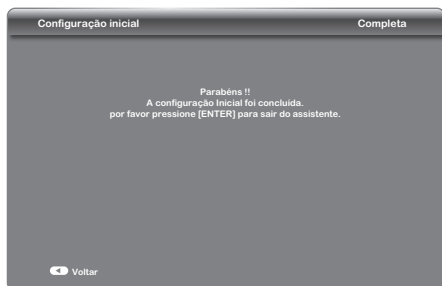 Configuração inicial Completa
Parabéns !!
A configuração Inicial foi concluída.
por favor pressione [ENTER] para sair do assistente.
Voltar